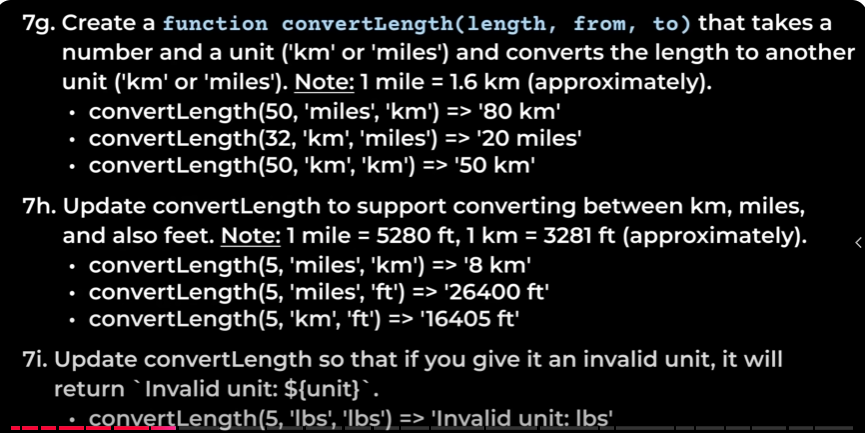 7g. Create a function convertLength(length, from, to) that takes a
number and a unit ('km' or 'miles') and converts the length to another
unit ('km' or 'miles'). Note: 1 mile = 1.6 km (approximately).
• convertLength(50, 'miles', 'km') => '80 km'
• convertLength(32, 'km', 'miles') => '20 miles'
• convertLength(50, 'km', 'km') => '50 km'
7h. Update convertLength to support converting between km, miles,
and also feet. Note: 1 mile = 5280 ft, 1 km = 3281 ft (approximately).
• convertLength(5, 'miles', 'km') => '8 km'
• convertLength(5, 'miles', 'ft') => '26400 ft'
• convertLength(5, 'km', 'ft') => '16405 ft'
7i. Update convertLength so that if you give it an invalid unit, it will
return `Invalid unit: ${unit}`.
• convertLength(5, 'lbs', 'lbs') => 'Invalid unit: lbs'